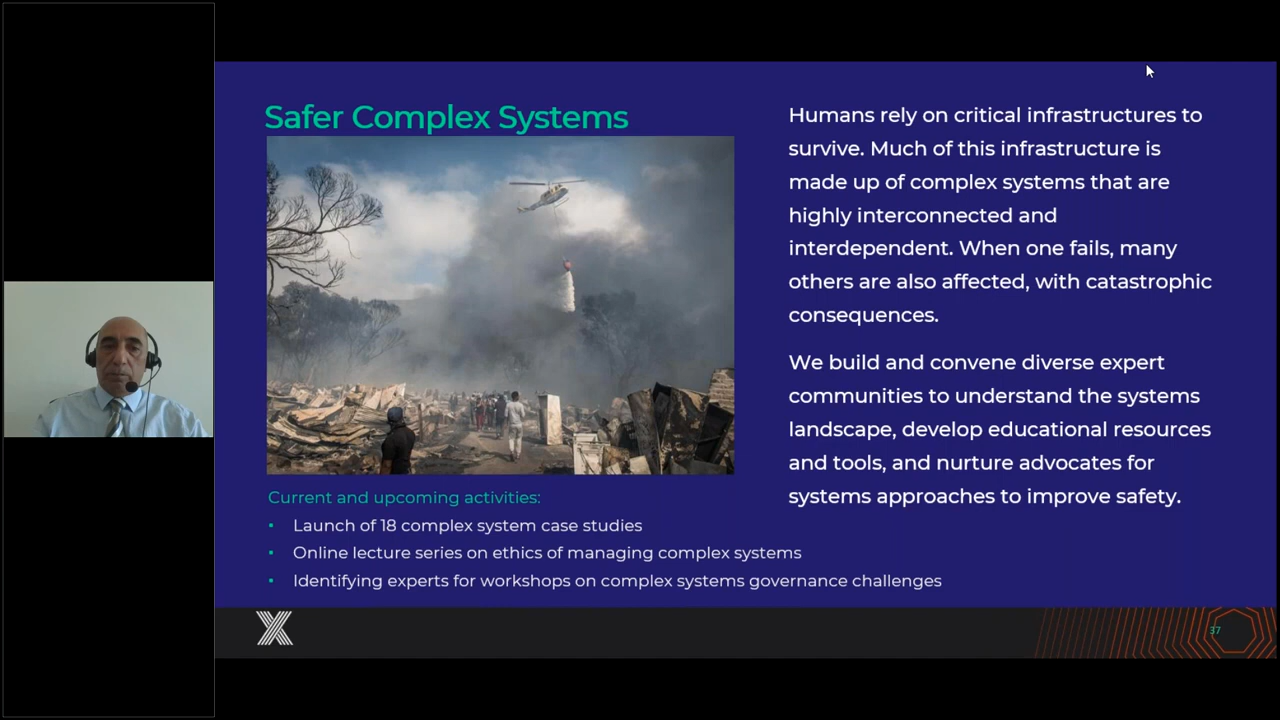 Safer Complex Systems
Humans rely on critical infrastructures to
survive. Much of this infrastructure is
made up of complex systems that are
highly interconnected and
interdependent. When one fails, many
others are also affected, with catastrophic
consequences.
We build and convene diverse expert
communities to understand the systems
landscape, develop educational resources
and tools, and nurture advocates for
systems approaches to improve safety.
Current and upcoming activities:
• Launch of 18 complex system case studies
• Online lecture series on ethics of managing complex systems
• Identifying experts for workshops on complex systems governance challenges
37